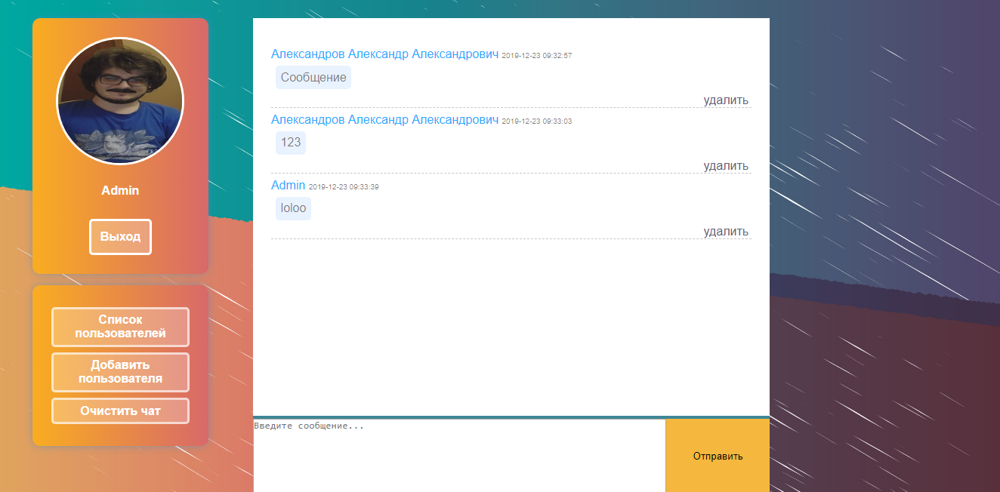 Admin
Выход
Список
пользователей
Добавить
пользователя
Очистить чат
Александров Александр Александрович 2019-12-23 09:32:57
Сообщение
удалить
Александров Александр Александрович 2019-12-23 09:33:03
123
удалить
Admin 2019-12-23 09:33:39
loloo
удалить
Введите сообщение...
Отправить